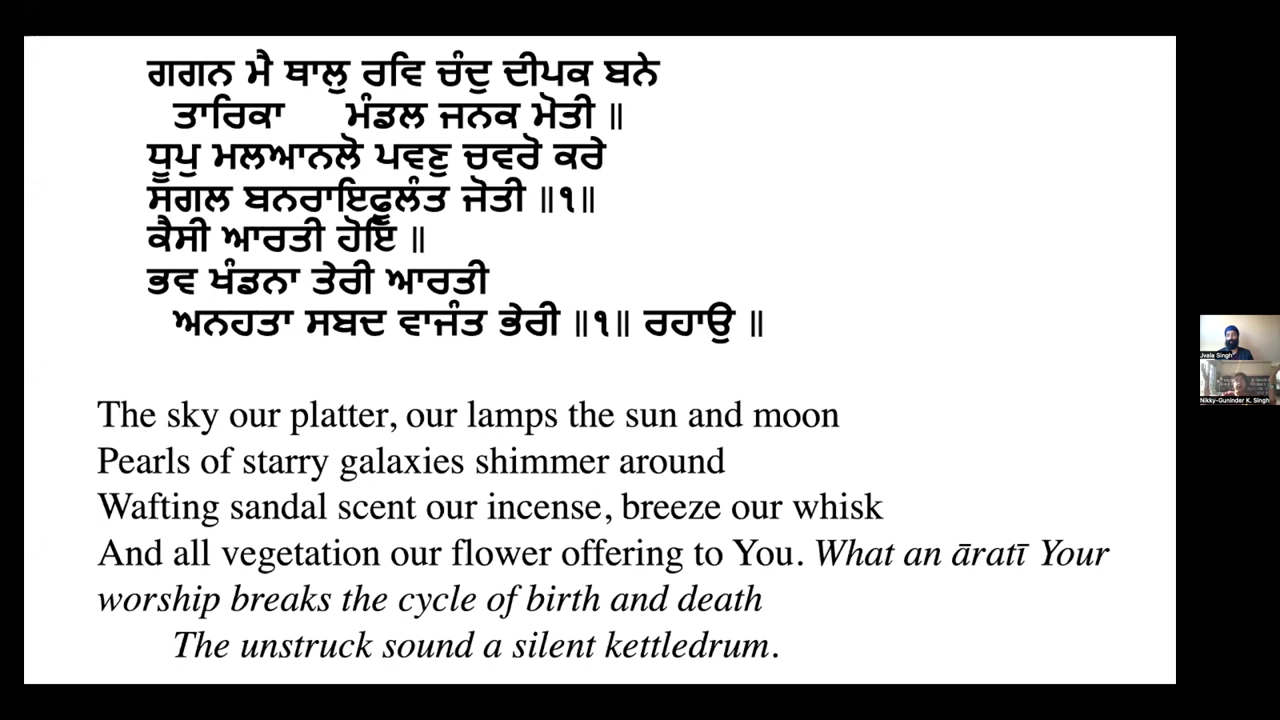 ਗਗਨ ਮੈ ਥਾਲੁ ਰਵਿ ਚੰਦੁ ਦੀਪਕ ਬਨੇ
ਤਾਰਿਕਾ ਮੰਡਲ ਜਨਕ ਮੋਤੀ ॥
ਧੂਪੁ ਮਲਆਨਲੋ ਪਵਣੁ ਚਵਰੋ ਕਰੇ
ਸਗਲ ਬਨਰਾਇਫੂਲੰਤ ਜੋਤੀ ॥੧॥
ਕੈਸੀ ਆਰਤੀ ਹੋਇ ॥
ਭਵ ਖੰਡਨਾ ਤੇਰੀ ਆਰਤੀ
ਅਨਹਤਾ ਸਬਦ ਵਾਜੰਤ ਭੇਰੀ ॥੧॥ ਰਹਾਉ ॥
The sky our platter, our lamps the sun and moon
Pearls of starry galaxies shimmer around
Wafting sandal scent our incense, breeze our whisk
And all vegetation our flower offering to You. What an āratī Your
worship breaks the cycle of birth and death
The unstruck sound a silent kettledrum.
Jvala Singh
Nikky-Guninder K. Singh